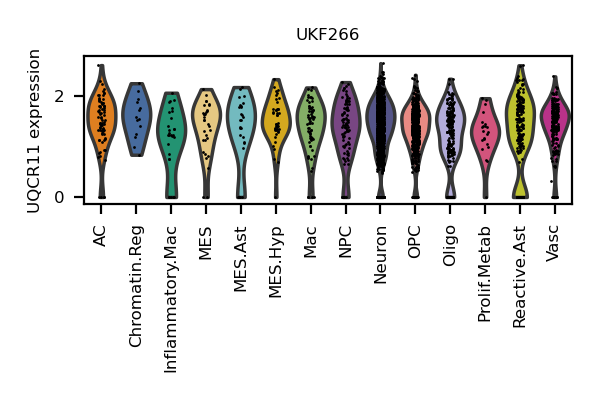 UKF266
UQCR11 expression
2
0
AC
Chromatin.Reg
Inflammatory.Mac
MES
MES.Ast
MES.Hyp
Mac
NPC
Neuron
OPC
Oligo
Prolif.Metab
Reactive.Ast
Vasc